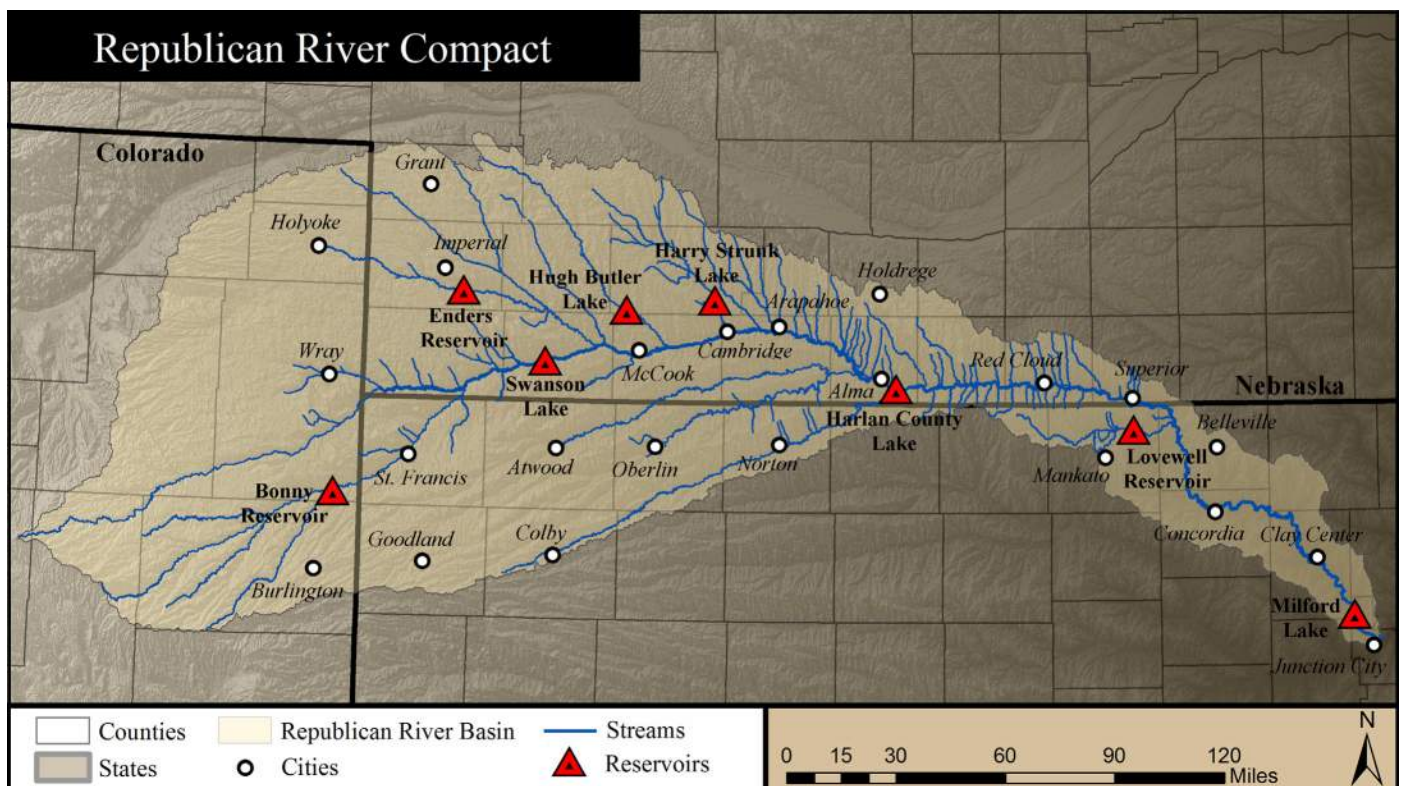 Republican River Compact
Colorado
Grant
Holyoke
Imperial
Harry Strunk
Lake
Hugh Butler
Lake
Holdrege
Arapahoe
Enders
Reservoir
Wray
Cambridge
McCook
Swanson
Lake
Red Cloud
Superior
Alma
Nebraska
Harlan County
Lake
Belleville
St. Francis
Atwood
Oberlin
Norton
Mankato
Lovewell
Reservoir
Bonny
Reservoir
Goodland
Colby
Concordia
Clay Center
Burlington
Milford
Lake
Junction City
Counties
Republican River Basin
Streams
States
Cities
Reservoirs
0 15 30 60 90 120
Miles
N